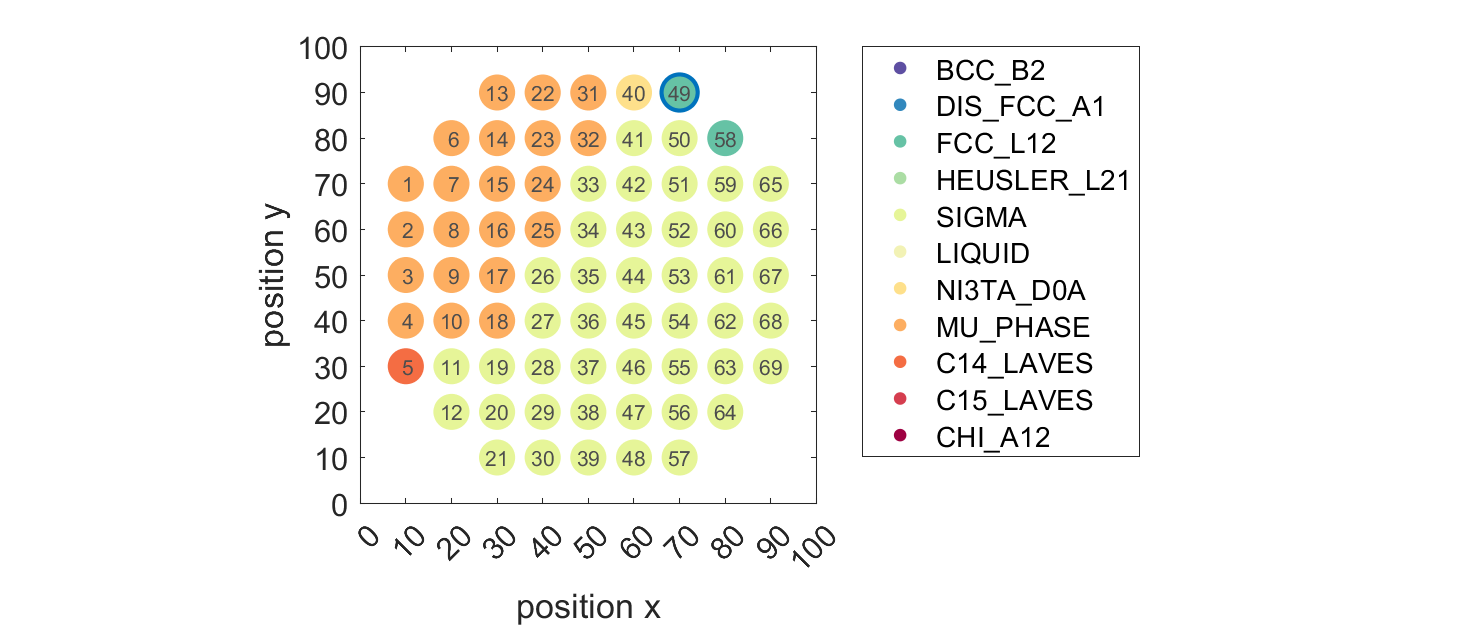 100
90
80
70
60
50
40
30
20
10
0
position y
13 22 31 40 49
6 14 23 32 41 50 58
1 7 15 24 33 42 51 59 65
2 8 16 25 34 43 52 60 66
3 9 17 26 35 44 53 61 67
4 10 18 27 36 45 54 62 68
5 11 19 28 37 46 55 63 69
12 20 29 38 47 56 64
21 30 39 48 57
0 10 20 30 40 50 60 70 80 90 100
position x
BCC_B2
DIS_FCC_A1
FCC_L12
HEUSLER_L21
SIGMA
LIQUID
NI3TA_D0A
MU_PHASE
C14_LAVES
C15_LAVES
CHI_A12